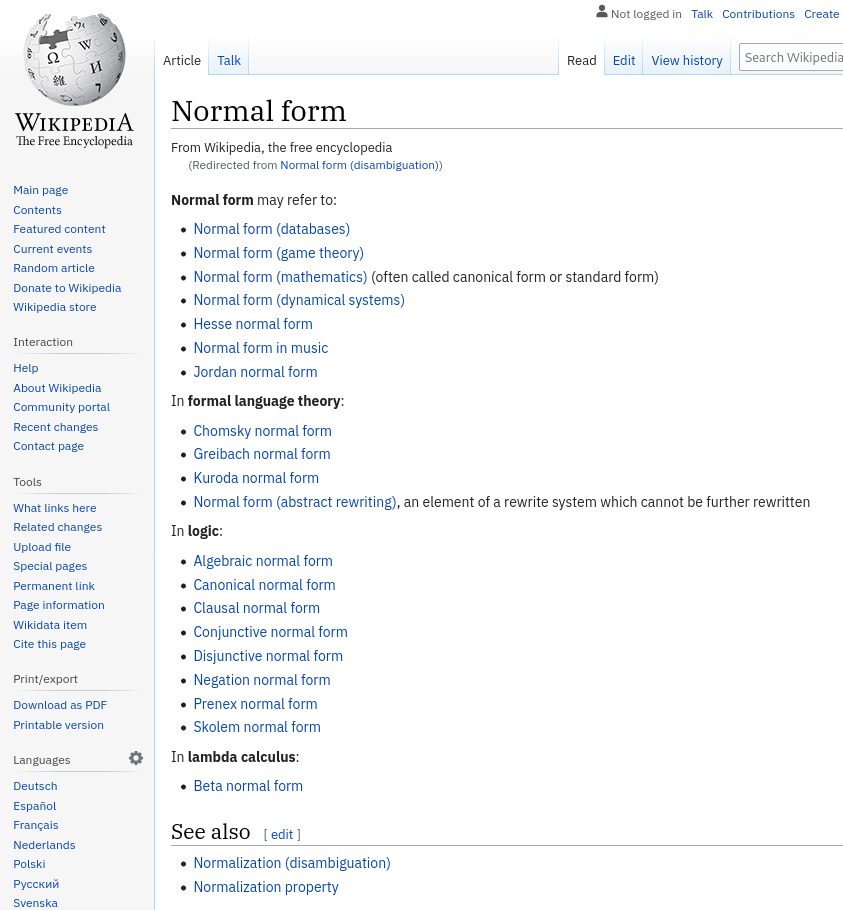 Not logged in Talk Contributions Create
Article Talk Read Edit View history Search Wikipedia
WIKIPEDIA
The Free Encyclopedia
Main page
Contents
Featured content
Current events
Random article
Donate to Wikipedia
Wikipedia store
Interaction
Help
About Wikipedia
Community portal
Recent changes
Contact page
Tools
What links here
Related changes
Upload file
Special pages
Permanent link
Page information
Wikidata item
Cite this page
Print/export
Download as PDF
Printable version
Languages
Deutsch
Español
Français
Nederlands
Polski
Русский
Svenska
Normal form
From Wikipedia, the free encyclopedia
(Redirected from Normal form (disambiguation))
Normal form may refer to:
• Normal form (databases)
• Normal form (game theory)
• Normal form (mathematics) (often called canonical form or standard form)
• Normal form (dynamical systems)
• Hesse normal form
• Normal form in music
• Jordan normal form
In formal language theory:
• Chomsky normal form
• Greibach normal form
• Kuroda normal form
• Normal form (abstract rewriting), an element of a rewrite system which cannot be further rewritten
In logic:
• Algebraic normal form
• Canonical normal form
• Clausal normal form
• Conjunctive normal form
• Disjunctive normal form
• Negation normal form
• Prenex normal form
• Skolem normal form
In lambda calculus:
• Beta normal form
See also [ edit ]
• Normalization (disambiguation)
• Normalization property